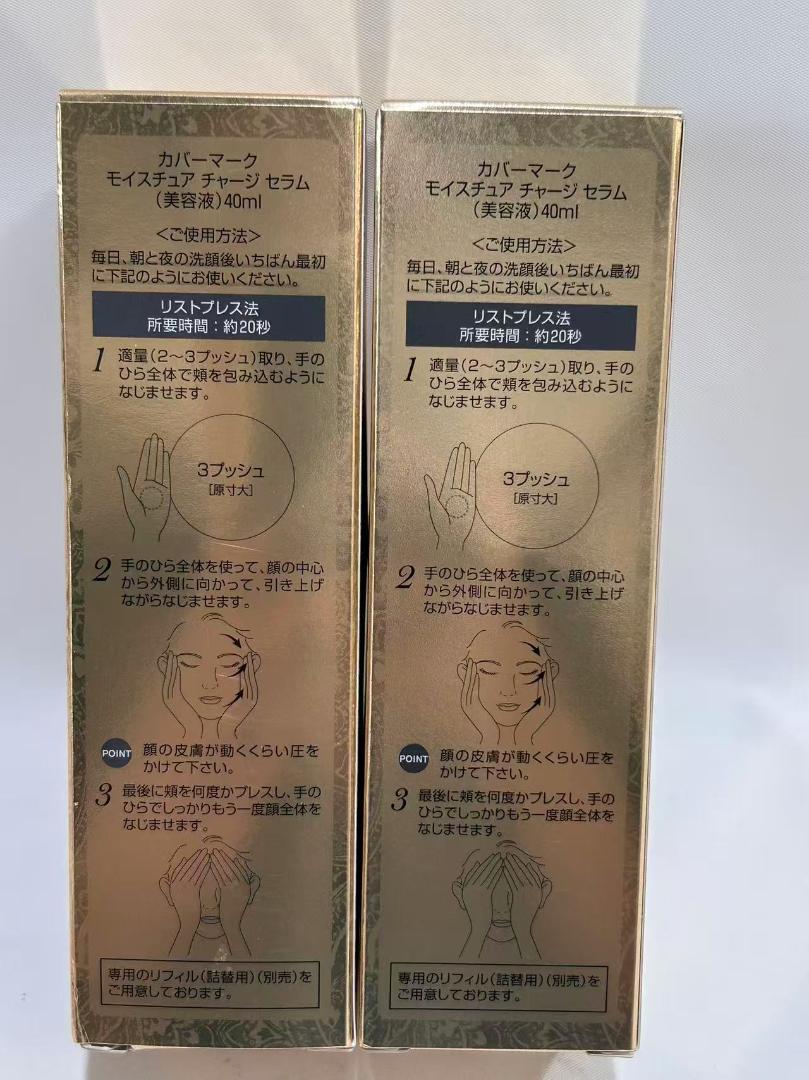 カバーマーク
モイスチュア チャージ セラム
（美容液）40ml
＜ご使用方法＞
毎日、朝と夜の洗顔後いちばん最初
に下記のようにお使いください。
リストプレス法
所要時間：約20秒
1 適量（2～3プッシュ）取り、手の
ひら全体で頬を包み込むように
なじませます。
3プッシュ
［原寸大］
2 手のひら全体を使って、顔の中心
から外側に向かって、引き上げ
ながらなじませます。
POINT 顔の皮膚が動くくらい圧を
かけて下さい。
3 最後に頬を何度かプレスし、手の
ひらでしっかりもう一度顔全体を
なじませます。
専用のリフィル（詰替用）（別売）を
ご用意しております。
カバーマーク
モイスチュア チャージ セラム
（美容液）40ml
＜ご使用方法＞
毎日、朝と夜の洗顔後いちばん最初
に下記のようにお使いください。
リストプレス法
所要時間：約20秒
1 適量（2～3プッシュ）取り、手の
ひら全体で頬を包み込むように
なじませます。
3プッシュ
［原寸大］
2 手のひら全体を使って、顔の中心
から外側に向かって、引き上げ
ながらなじませます。
POINT 顔の皮膚が動くくらい圧を
かけて下さい。
3 最後に頬を何度かプレスし、手の
ひらでしっかりもう一度顔全体を
なじませます。
専用のリフィル（詰替用）（別売）を
ご用意しております。